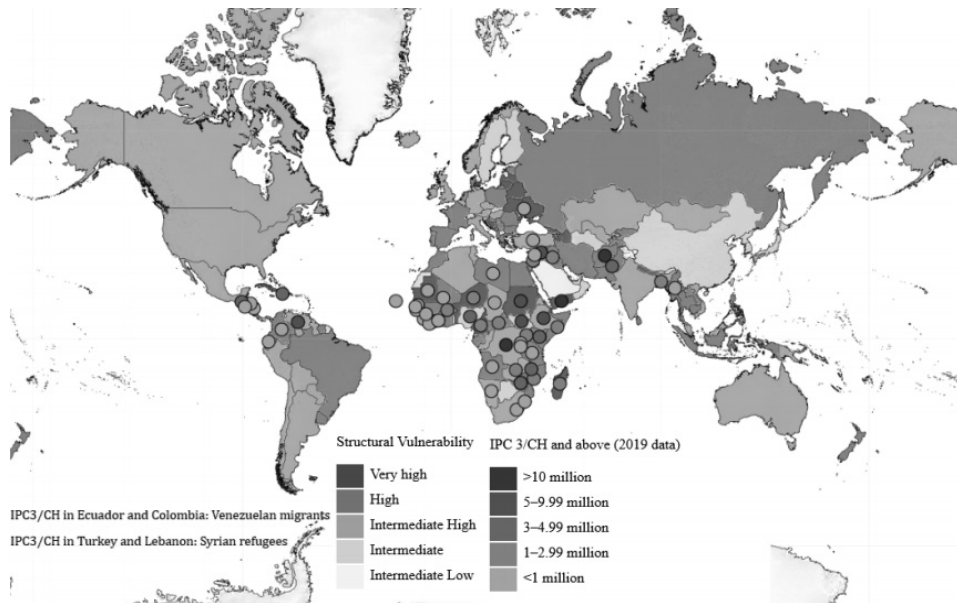 Structural Vulnerability
Very high
High
Intermediate High
Intermediate
Intermediate Low
IPC 3/CH and above (2019 data)
>10 million
5–9.99 million
3–4.99 million
1–2.99 million
<1 million
IPC3/CH in Ecuador and Colombia: Venezuelan migrants
IPC3/CH in Turkey and Lebanon: Syrian refugees